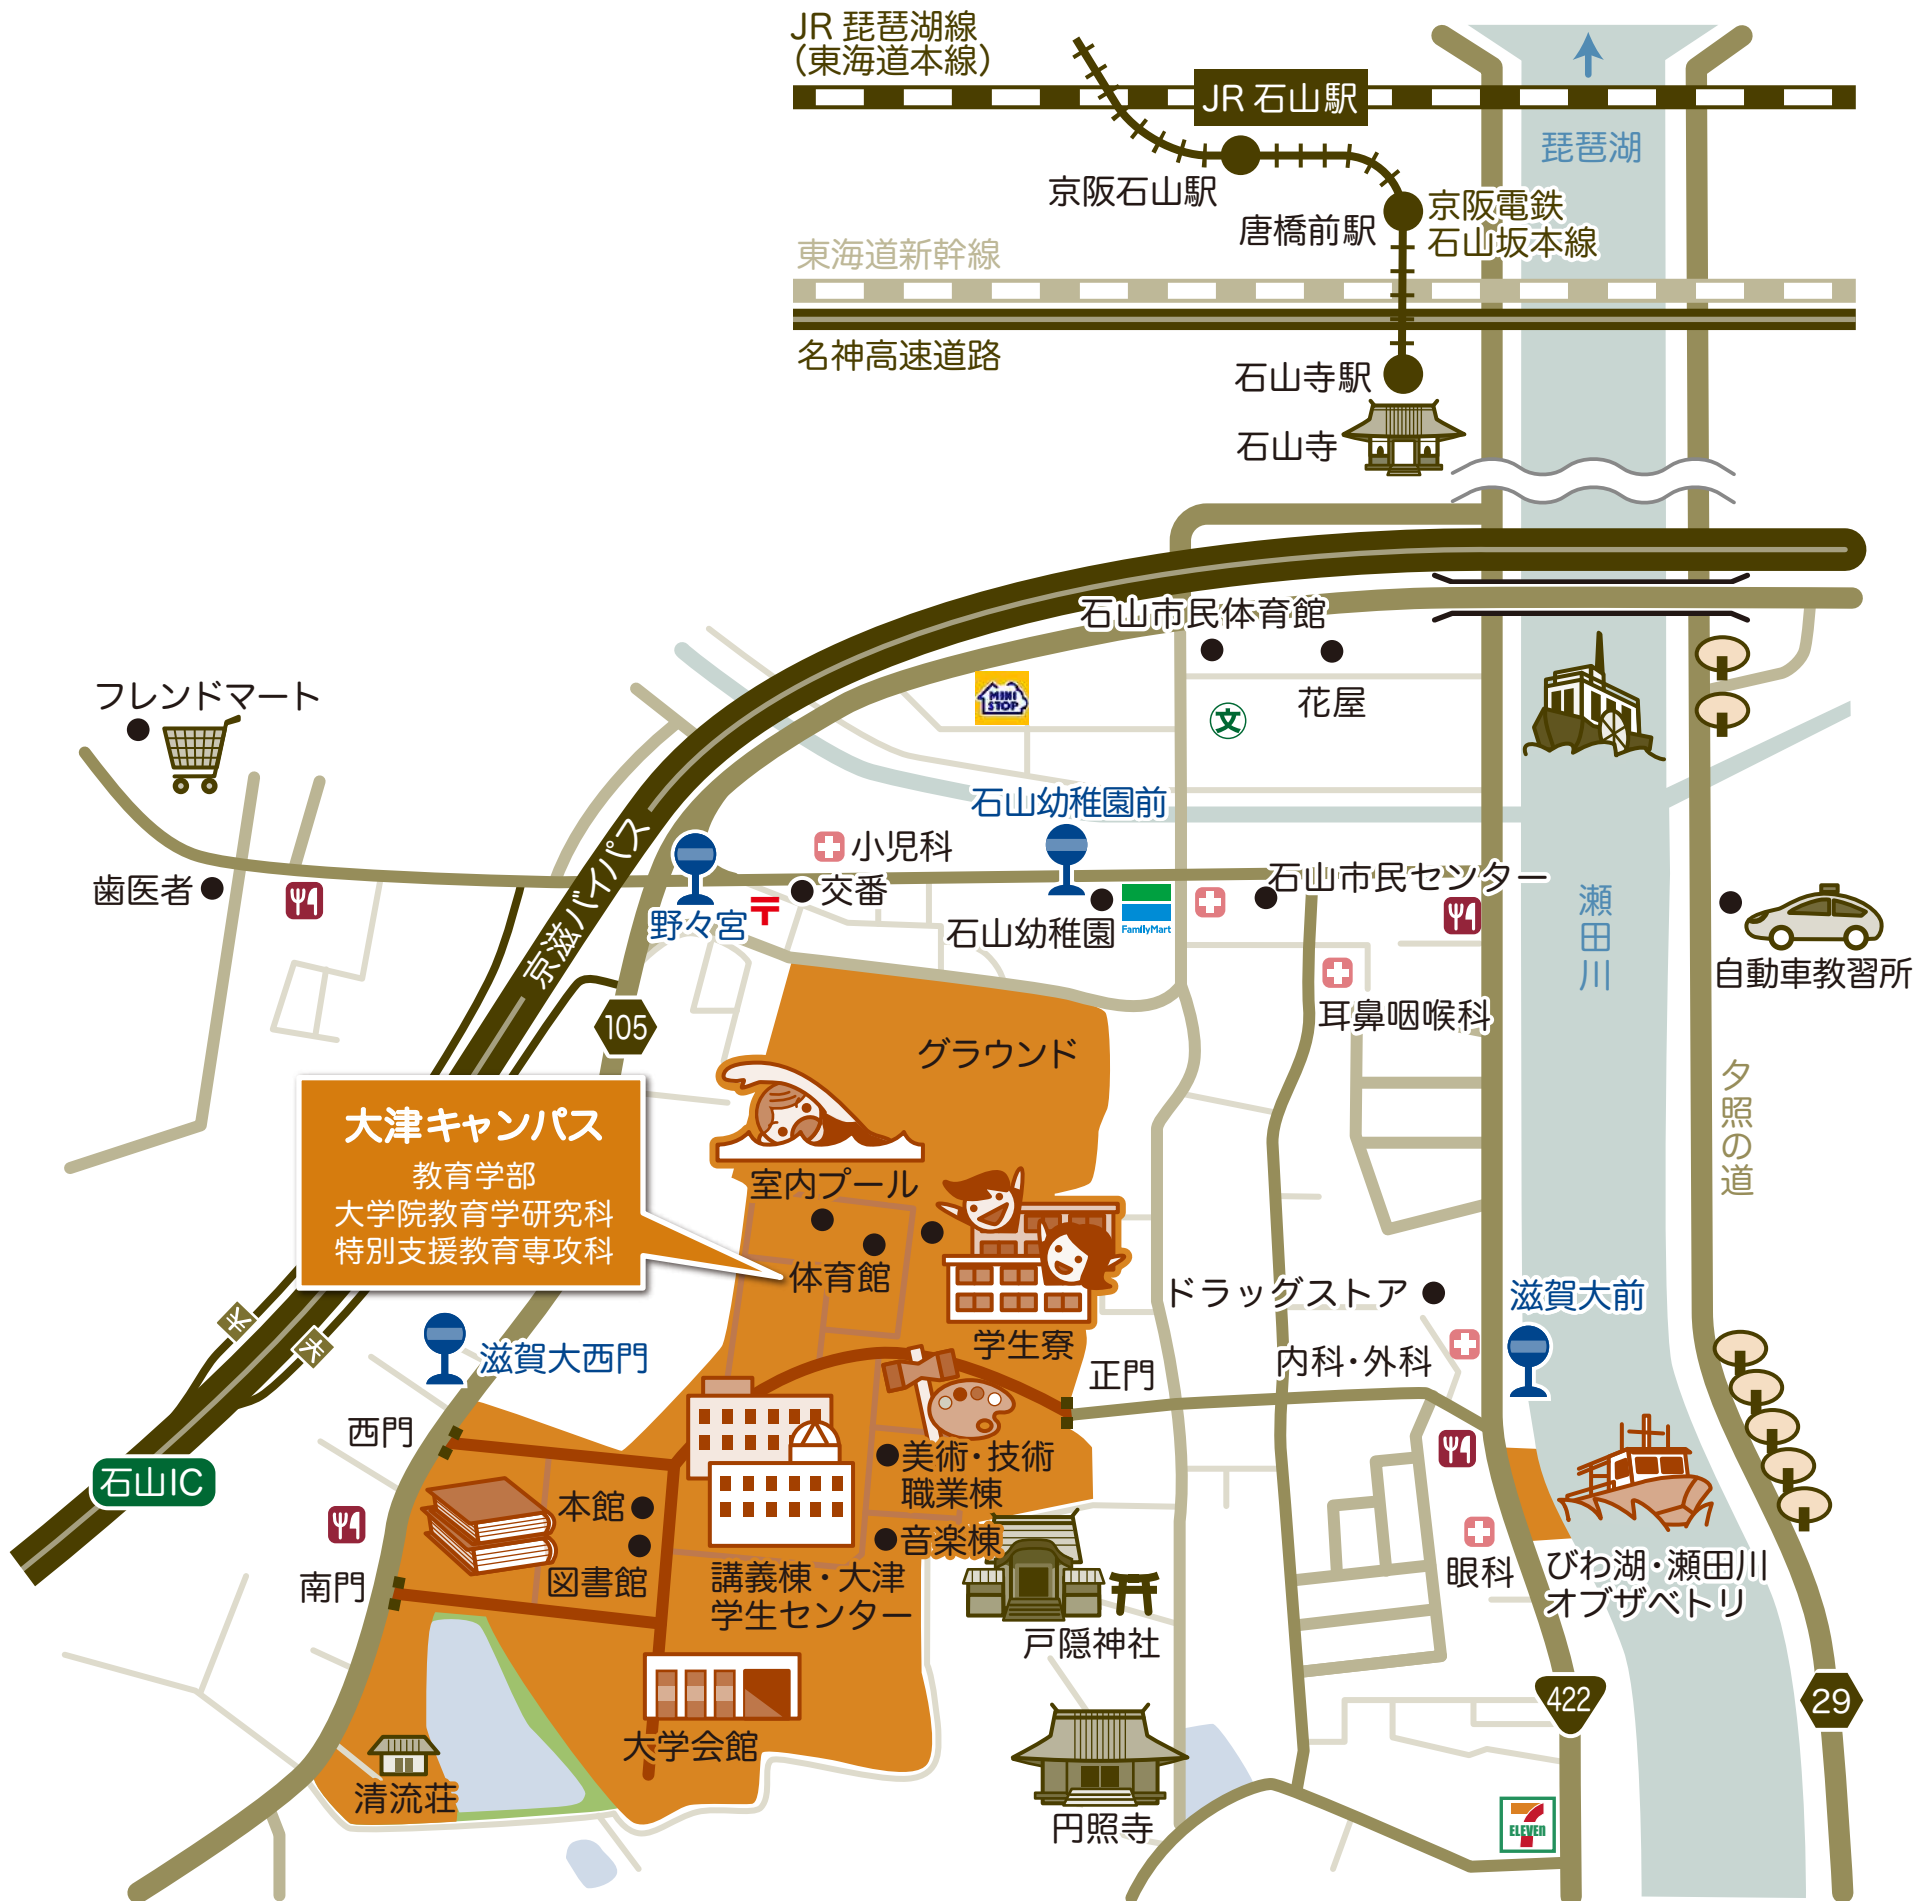 JR 琵琶湖線
（東海道本線）
JR 石山駅
琵琶湖
京阪石山駅
唐橋前駅
京阪電鉄
石山坂本線
東海道新幹線
名神高速道路
石山寺駅
石山寺
石山市民体育館
花屋
文
MINI
STOP
フレンドマート
歯医者
京滋バイパス
野々宮
小児科
交番
石山幼稚園前
石山幼稚園
FamilyMart
石山市民センター
瀬田川
自動車教習所
耳鼻咽喉科
夕照の道
105
グラウンド
大津キャンパス
教育学部
大学院教育学研究科
特別支援教育専攻科
室内プール
体育館
学生寮
ドラッグストア
滋賀大前
内科・外科
正門
滋賀大西門
西門
石山IC
南門
本館
図書館
美術・技術
職業棟
音楽棟
講義棟・大津
学生センター
戸隠神社
眼科
びわ湖・瀬田川
オブザベトリ
大学会館
清流荘
円照寺
422
29
7
ELEVEN